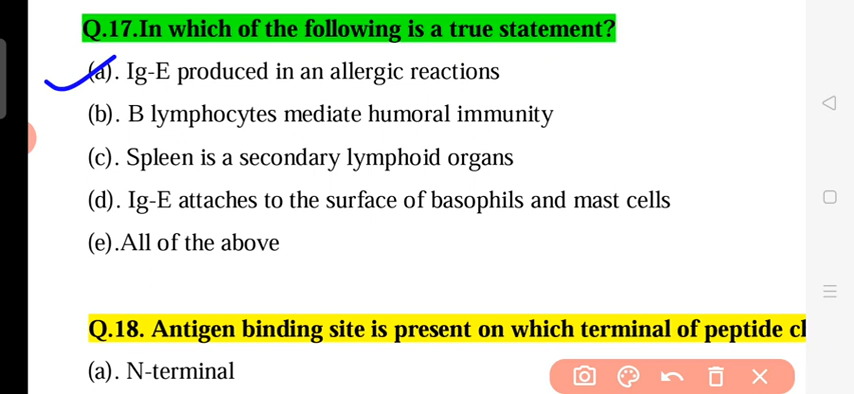 Q.17.In which of the following is a true statement?
(a). Ig-E produced in an allergic reactions
(b). B lymphocytes mediate humoral immunity
(c). Spleen is a secondary lymphoid organs
(d). Ig-E attaches to the surface of basophils and mast cells
(e).All of the above
Q.18. Antigen binding site is present on which terminal of peptide
(a). N-terminal